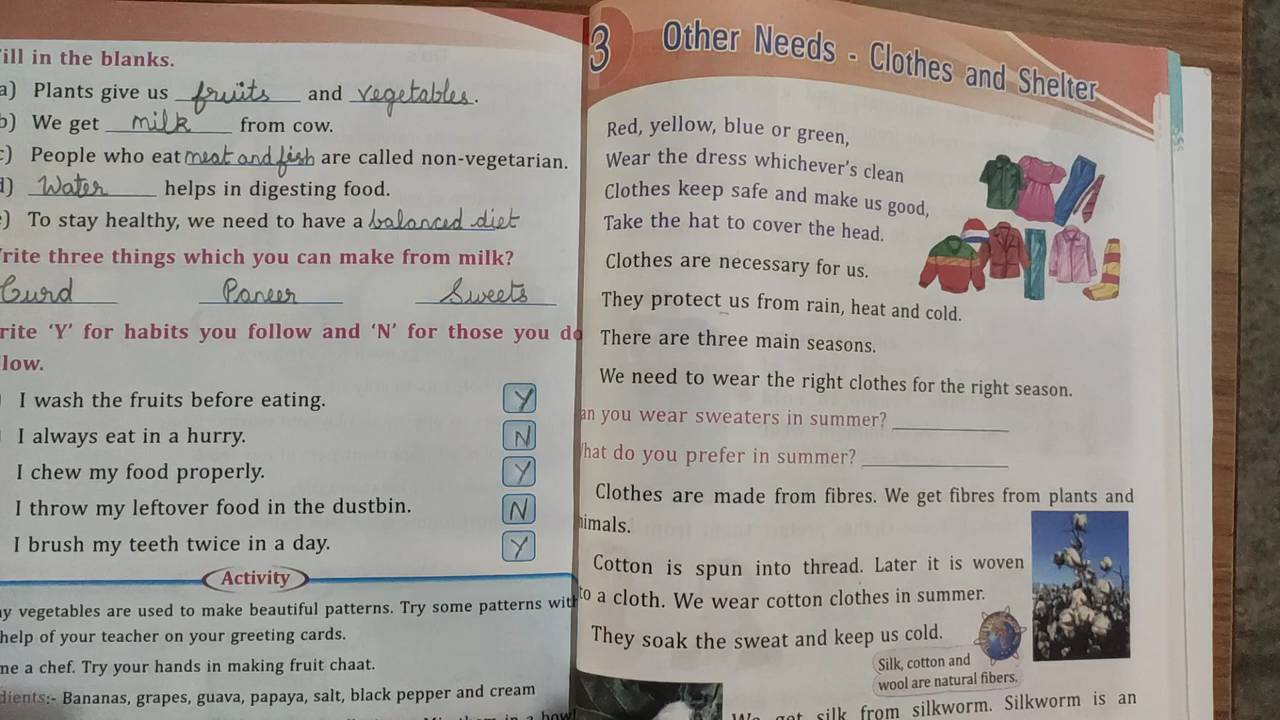 ill in the blanks.
a) Plants give us fruits and vegetables.
b) We get milk from cow.
c) People who eat meat and fish are called non-vegetarian.
d) Water helps in digesting food.
e) To stay healthy, we need to have a balanced diet
rite three things which you can make from milk?
Curd Paneer Sweets
rite 'Y' for habits you follow and 'N' for those you do
low.
I wash the fruits before eating. Y
I always eat in a hurry. N
I chew my food properly. Y
I throw my leftover food in the dustbin. N
I brush my teeth twice in a day. Y
Activity
ny vegetables are used to make beautiful patterns. Try some patterns with
help of your teacher on your greeting cards.
me a chef. Try your hands in making fruit chaat.
dients:- Bananas, grapes, guava, papaya, salt, black pepper and cream
3 Other Needs - Clothes and Shelter
Red, yellow, blue or green,
Wear the dress whichever's clean
Clothes keep safe and make us good,
Take the hat to cover the head.
Clothes are necessary for us.
They protect us from rain, heat and cold.
There are three main seasons.
We need to wear the right clothes for the right season.
an you wear sweaters in summer?
hat do you prefer in summer?
Clothes are made from fibres. We get fibres from plants and
nimals.
Cotton is spun into thread. Later it is woven
to a cloth. We wear cotton clothes in summer.
They soak the sweat and keep us cold.
Silk, cotton and
wool are natural fibers.
We get silk from silkworm. Silkworm is an